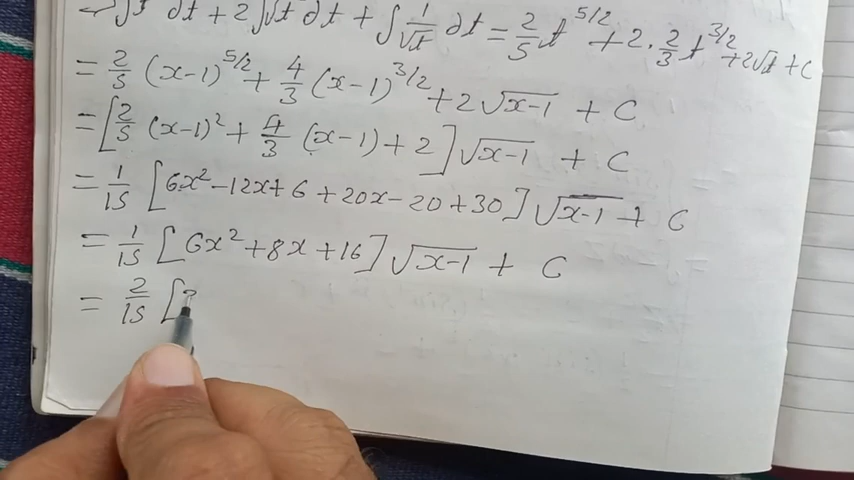 ∫t^{3/2} dt + 2∫√t dt + ∫ 1/√t dt = 2/5 t^{5/2} + 2 · 2/3 t^{3/2} + 2√t + C
= 2/5 (x-1)^{5/2} + 4/3 (x-1)^{3/2} + 2√(x-1) + C
= [2/5 (x-1)² + 4/3 (x-1) + 2] √(x-1) + C
= 1/15 [6x² - 12x + 6 + 20x - 20 + 30] √(x-1) + C
= 1/15 [6x² + 8x + 16] √(x-1) + C
= 2/15 [3